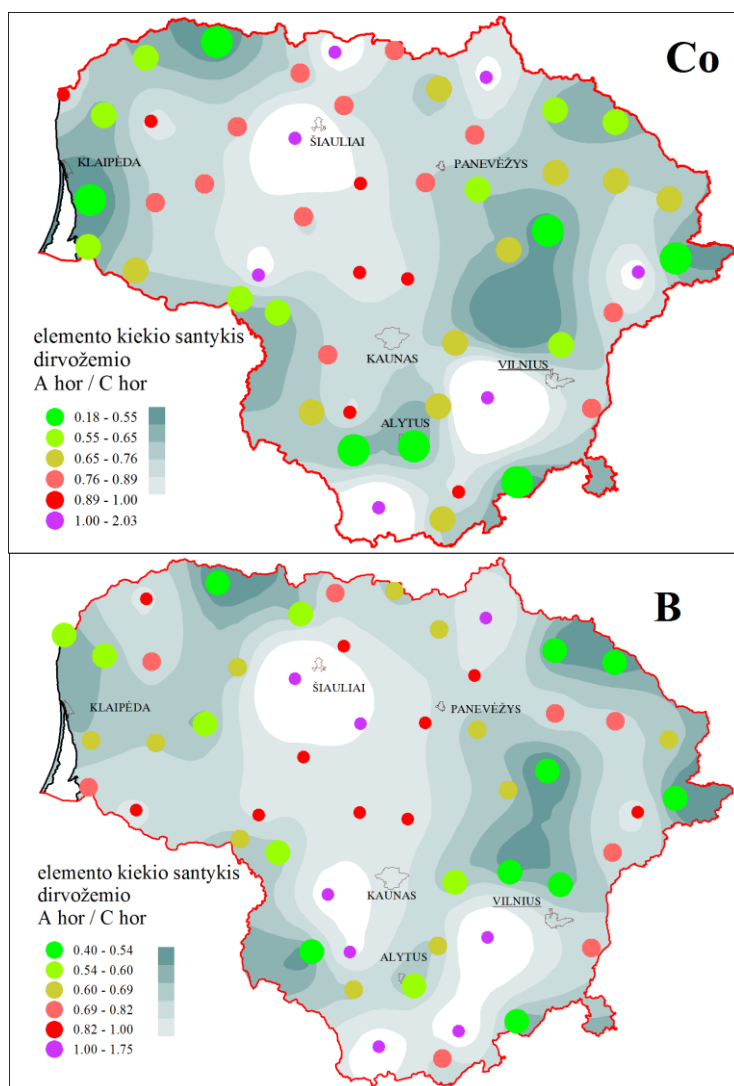 Co
ŠIAULIAI
KLAIPĖDA
PANEVĖŽYS
elemento kiekio santykis
dirvožemio
A hor / C hor
KAUNAS
VILNIUS
ALYTUS
0.18 - 0.55
0.55 - 0.65
0.65 - 0.76
0.76 - 0.89
0.89 - 1.00
1.00 - 2.03
B
ŠIAULIAI
KLAIPĖDA
PANEVĖŽYS
elemento kiekio santykis
dirvožemio
A hor / C hor
KAUNAS
VILNIUS
ALYTUS
0.40 - 0.54
0.54 - 0.60
0.60 - 0.69
0.69 - 0.82
0.82 - 1.00
1.00 - 1.75